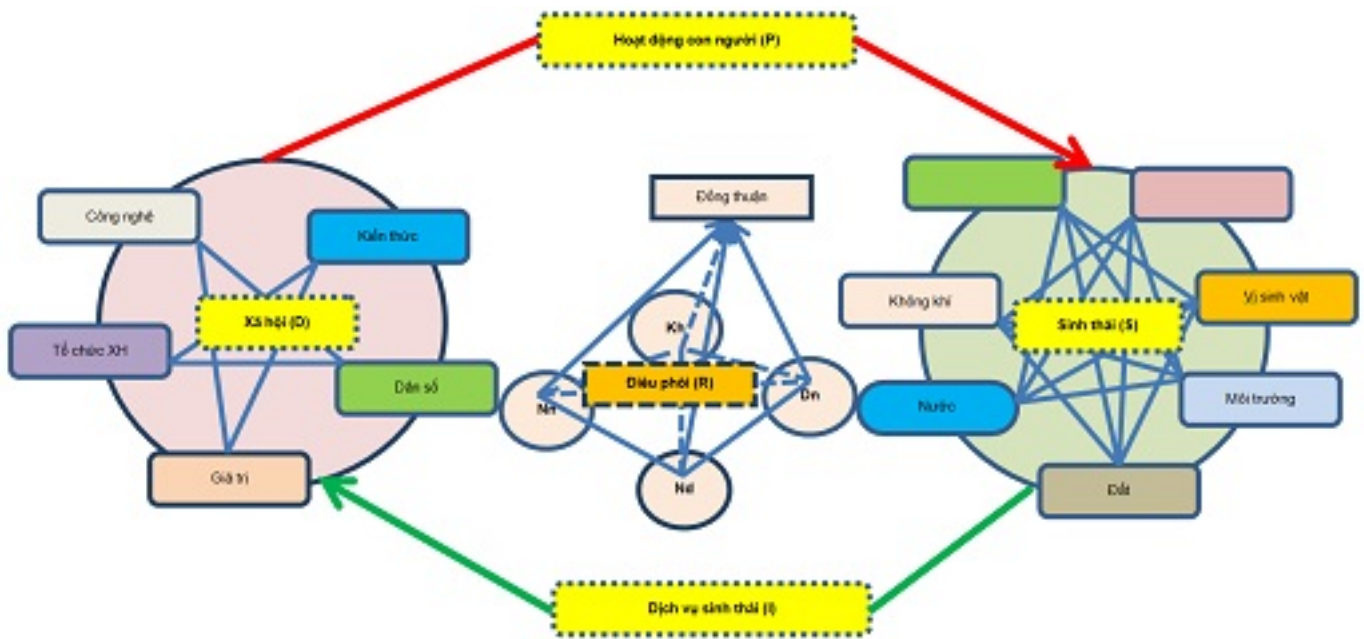 Hoạt động con người (P)
Công nghệ
Kiến thức
Xã hội (D)
Tổ chức XH
Dân số
Giá trị
Đồng thuận
Kh
Điều phối (R)
Nn
Dn
Nd
Không khí
Vi sinh vật
Sinh thái (S)
Nước
Môi trường
Đất
Dịch vụ sinh thái (I)